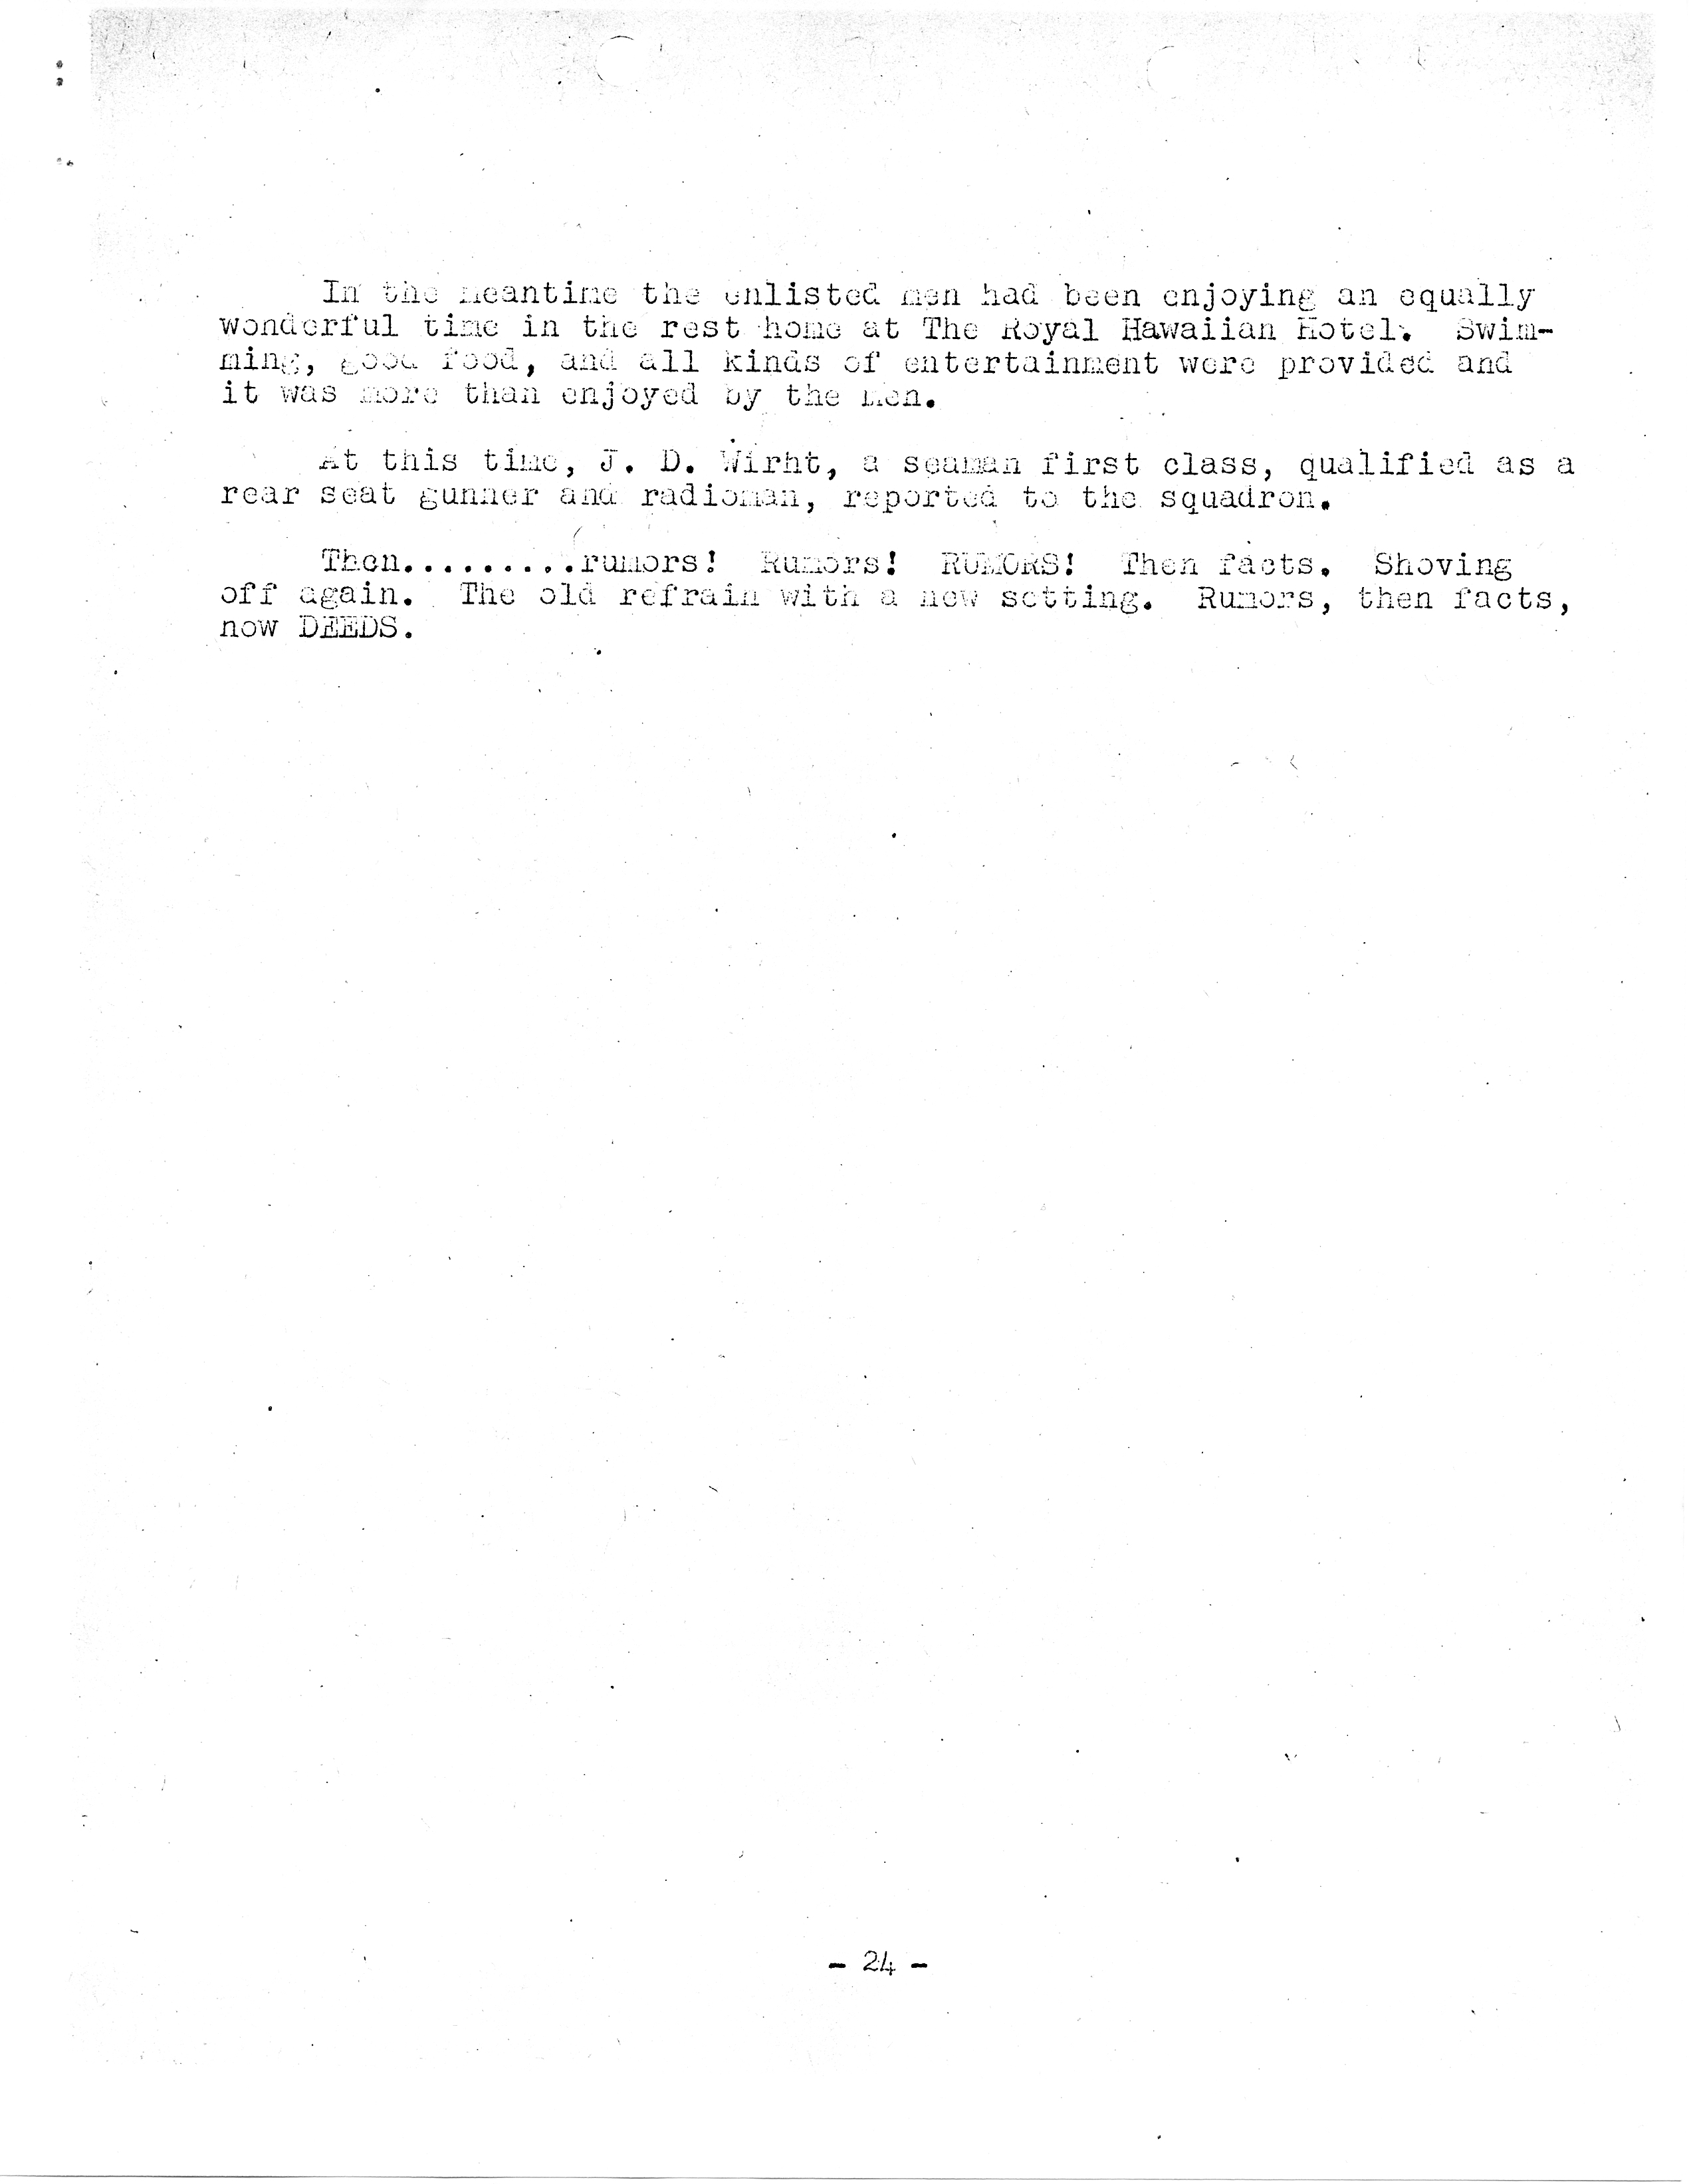 In the meantime the enlisted men had been enjoying an equally
wonderful time in the rest home at The Royal Hawaiian Hotel. Swim-
ming, good food, and all kinds of entertainment were provided and
it was more than enjoyed by the men.
At this time, J. D. Wirht, a seaman first class, qualified as a
rear seat gunner and radioman, reported to the squadron.
Then.........rumors! Rumors! RUMORS! Then facts. Shoving
off again. The old refrain with a new setting. Rumors, then facts,
now DEEDS.
- 24 -